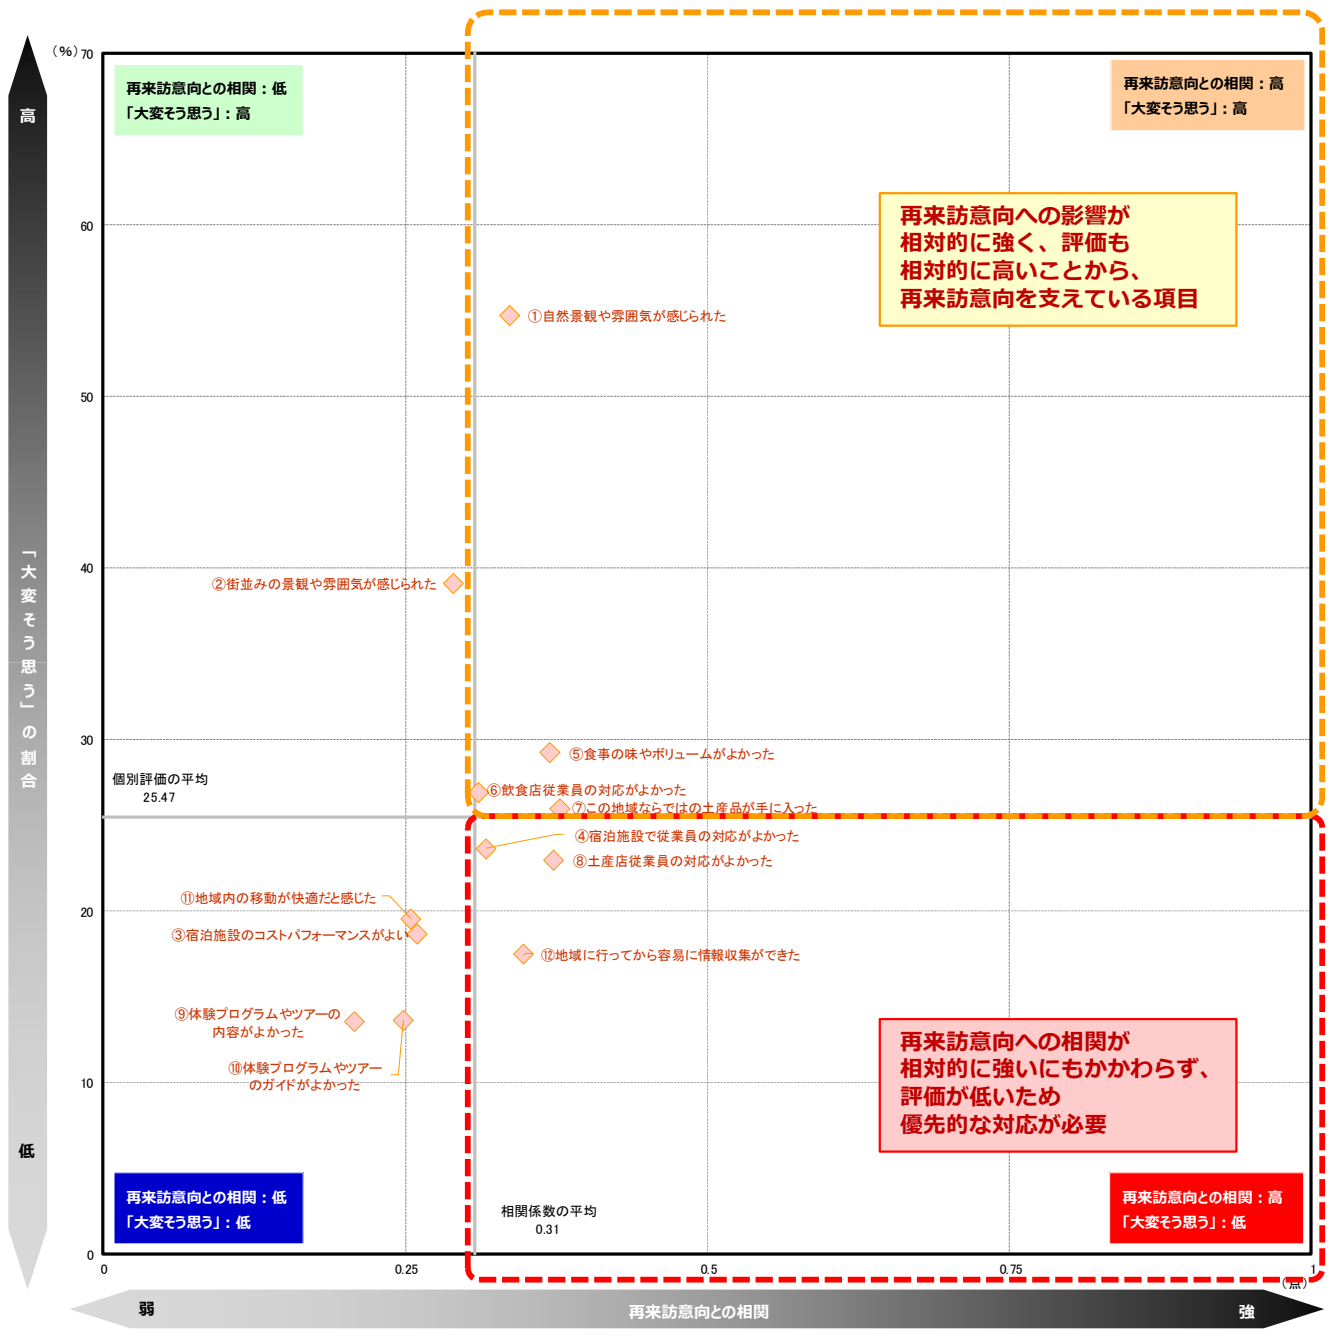 （％）
70
60
50
40
30
20
10
0
高
「大変そう思う」の割合
低
再来訪意向との相関：低
「大変そう思う」：高
再来訪意向との相関：高
「大変そう思う」：高
再来訪意向への影響が
相対的に強く、評価も
相対的に高いことから、
再来訪意向を支えている項目
①自然景観や雰囲気が感じられた
②街並みの景観や雰囲気が感じられた
⑤食事の味やボリュームがよかった
個別評価の平均
25.47
⑥飲食店従業員の対応がよかった
⑦この地域ならではの土産品が手に入った
④宿泊施設で従業員の対応がよかった
⑧土産店従業員の対応がよかった
⑪地域内の移動が快適だと感じた
③宿泊施設のコストパフォーマンスがよい
⑫地域に行ってから容易に情報収集ができた
⑨体験プログラムやツアーの
内容がよかった
⑩体験プログラムやツアー
のガイドがよかった
再来訪意向への相関が
相対的に強いにもかかわらず、
評価が低いため
優先的な対応が必要
再来訪意向との相関：低
「大変そう思う」：低
相関係数の平均
0.31
再来訪意向との相関：高
「大変そう思う」：低
0
0.25
0.5
0.75
1
（点）
弱
再来訪意向との相関
強